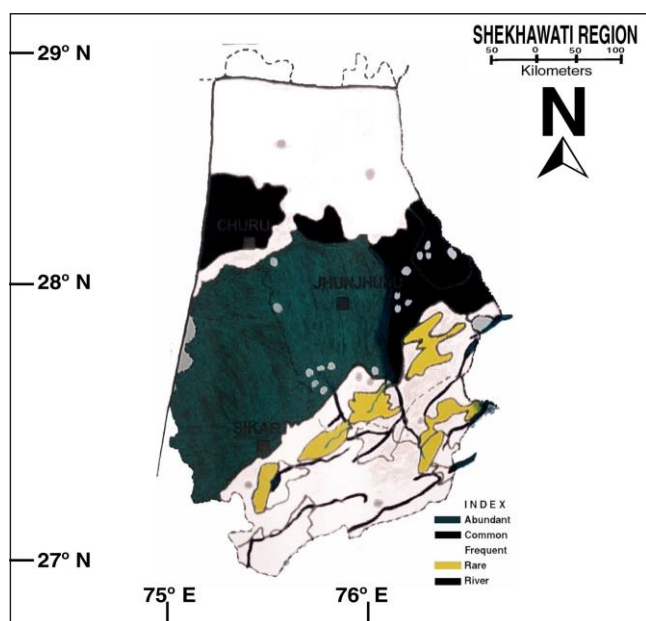 SHEKHAWATI REGION
50 0 50 100
Kilometers
N
29° N
CHURU
28° N
JHUNJHUNU
SIKAR
INDEX
Abundant
Common
Frequent
Rare
River
27° N
75° E 76° E